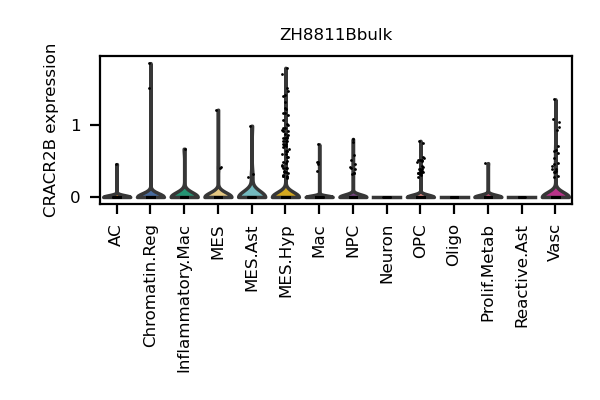 ZH8811Bbulk
CRACR2B expression
1
0
AC
Chromatin.Reg
Inflammatory.Mac
MES
MES.Ast
MES.Hyp
Mac
NPC
Neuron
OPC
Oligo
Prolif.Metab
Reactive.Ast
Vasc